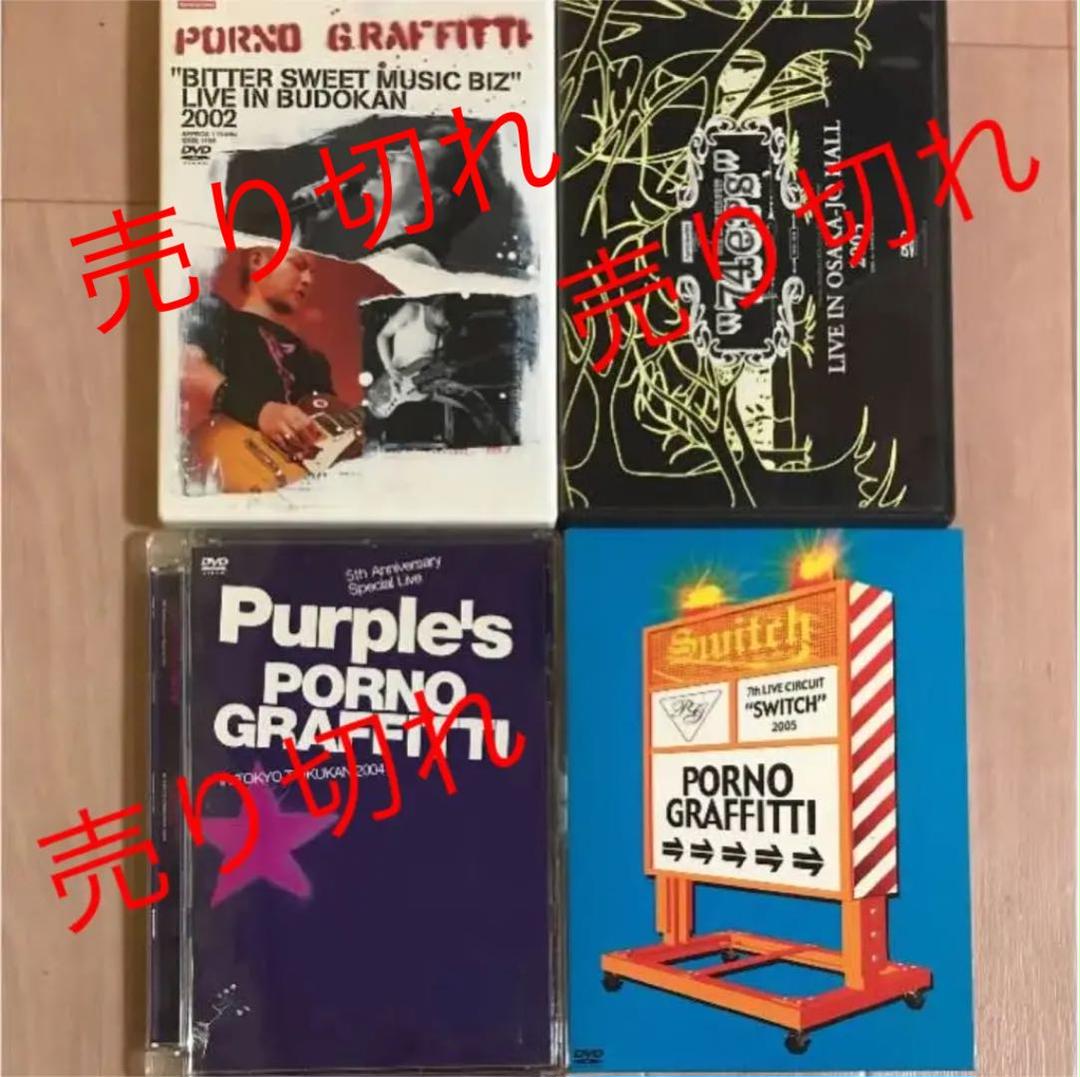 PORNO GRAFFITTI
"BITTER SWEET MUSIC BIZ"
LIVE IN BUDOKAN
2002
DVD
売り切れ
"74ers"
LIVE IN OSAKA-JO HALL
売り切れ
DVD
5th Anniversary
Special Live
Purple's
PORNO
GRAFFITTI
売り切れ
Switch
PG
7th LIVE CIRCUIT
"SWITCH"
2005
PORNO
GRAFFITTI
DVD